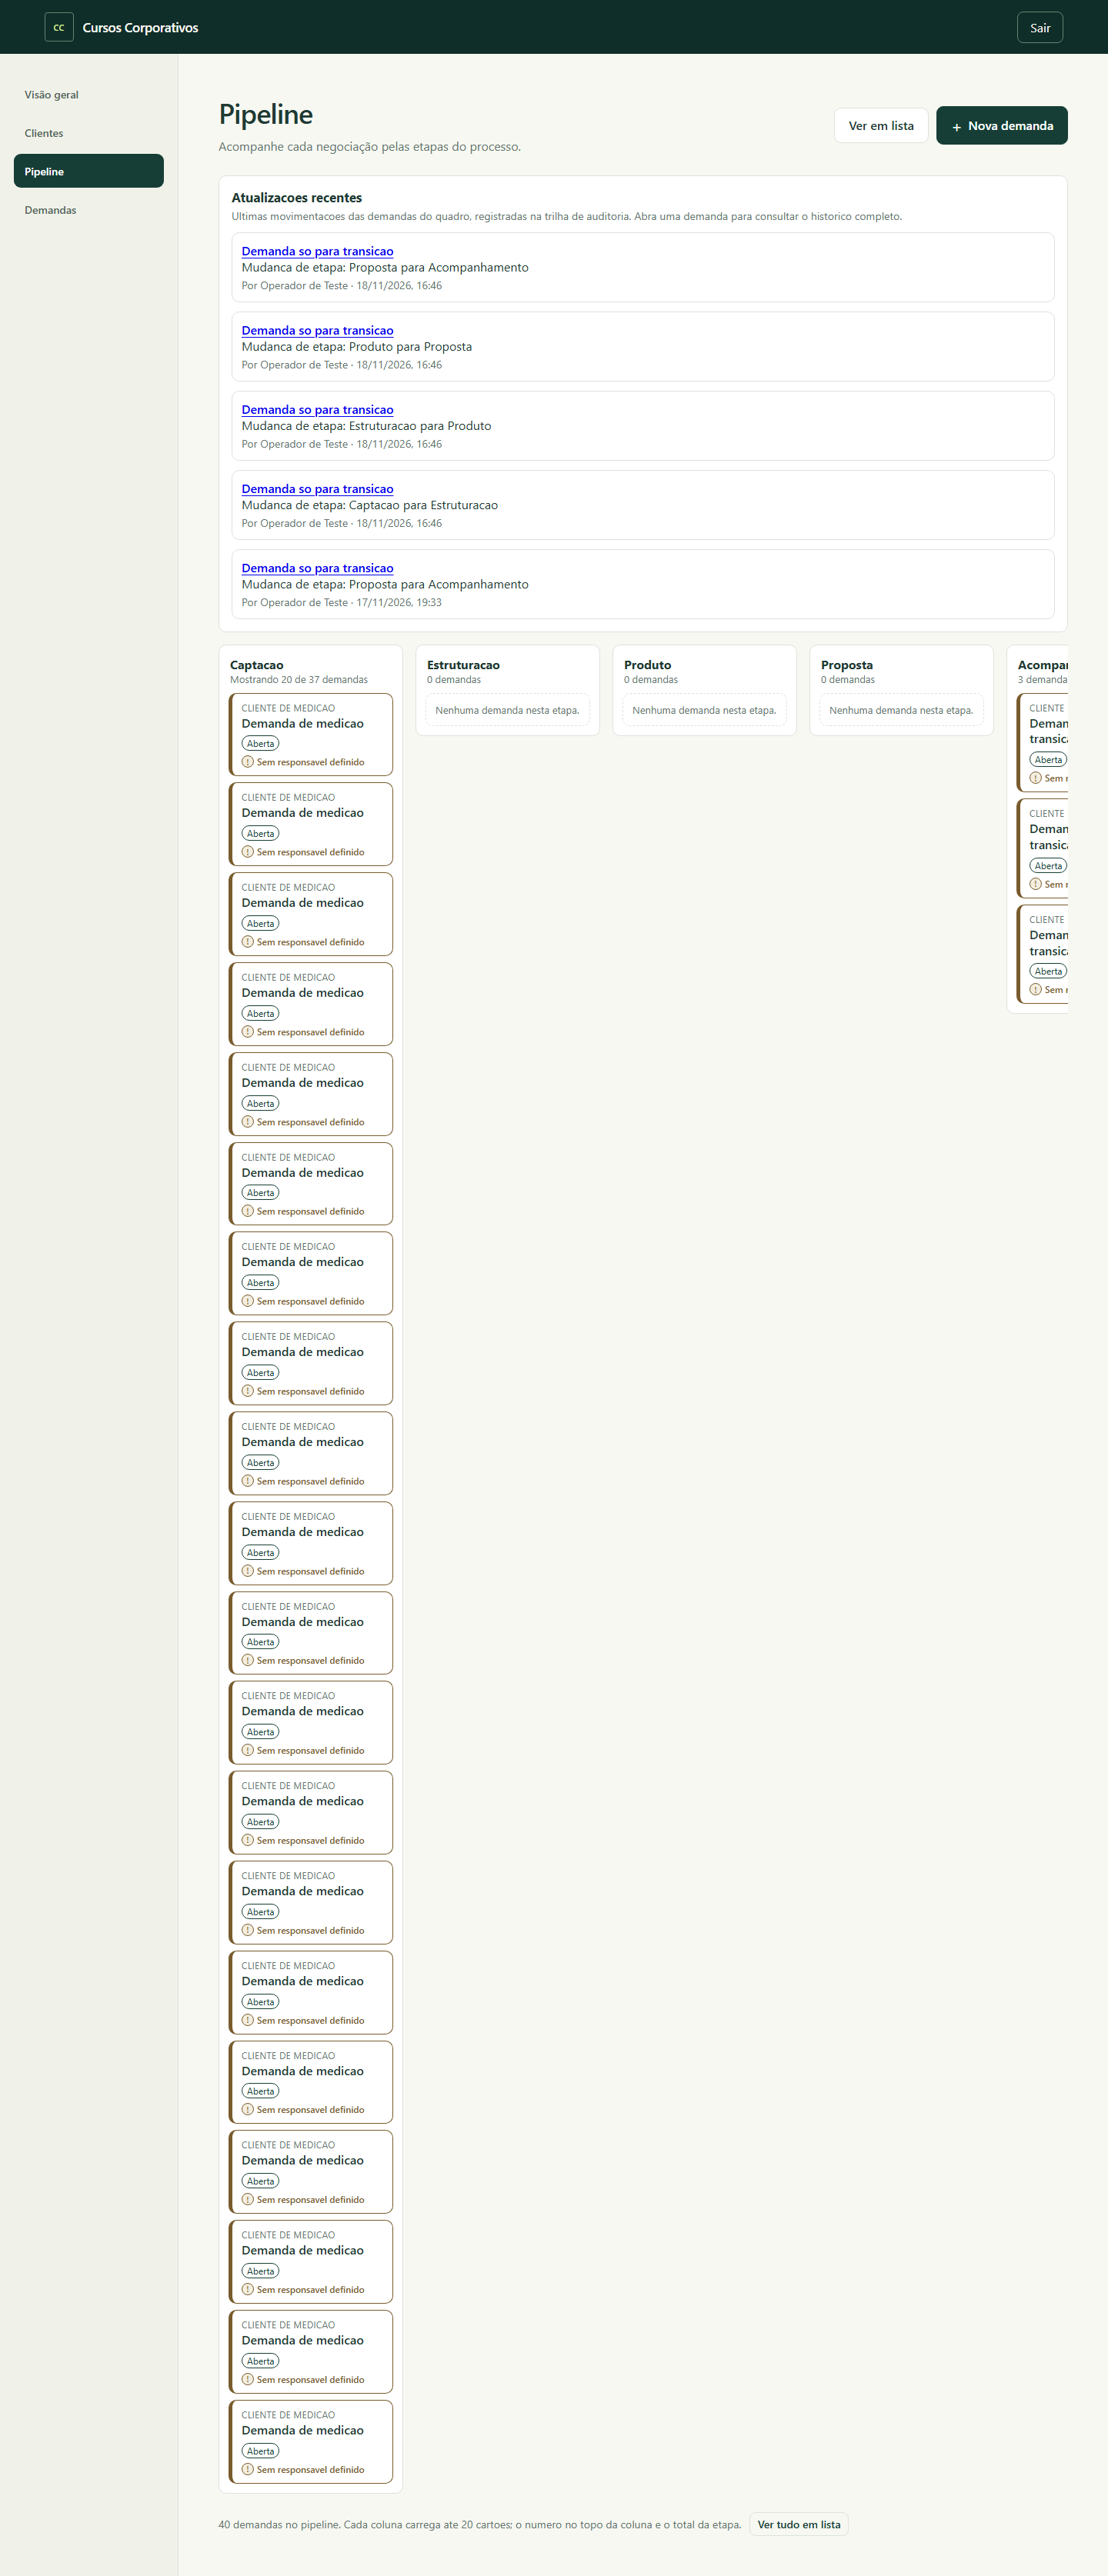 CC
Cursos Corporativos
Sair
Visão geral
Clientes
Pipeline
Demandas
Pipeline
Acompanhe cada negociação pelas etapas do processo.
Ver em lista
+ Nova demanda
Atualizacoes recentes
Ultimas movimentacoes das demandas do quadro, registradas na trilha de auditoria. Abra uma demanda para consultar o historico completo.
Demanda so para transicao
Mudanca de etapa: Proposta para Acompanhamento
Por Operador de Teste · 18/11/2026, 16:46
Demanda so para transicao
Mudanca de etapa: Produto para Proposta
Por Operador de Teste · 18/11/2026, 16:46
Demanda so para transicao
Mudanca de etapa: Estruturacao para Produto
Por Operador de Teste · 18/11/2026, 16:46
Demanda so para transicao
Mudanca de etapa: Captacao para Estruturacao
Por Operador de Teste · 18/11/2026, 16:46
Demanda so para transicao
Mudanca de etapa: Proposta para Acompanhamento
Por Operador de Teste · 17/11/2026, 19:33
Captacao
Mostrando 20 de 37 demandas
CLIENTE DE MEDICAO
Demanda de medicao
Aberta
! Sem responsavel definido
CLIENTE DE MEDICAO
Demanda de medicao
Aberta
! Sem responsavel definido
CLIENTE DE MEDICAO
Demanda de medicao
Aberta
! Sem responsavel definido
CLIENTE DE MEDICAO
Demanda de medicao
Aberta
! Sem responsavel definido
CLIENTE DE MEDICAO
Demanda de medicao
Aberta
! Sem responsavel definido
CLIENTE DE MEDICAO
Demanda de medicao
Aberta
! Sem responsavel definido
CLIENTE DE MEDICAO
Demanda de medicao
Aberta
! Sem responsavel definido
CLIENTE DE MEDICAO
Demanda de medicao
Aberta
! Sem responsavel definido
CLIENTE DE MEDICAO
Demanda de medicao
Aberta
! Sem responsavel definido
CLIENTE DE MEDICAO
Demanda de medicao
Aberta
! Sem responsavel definido
CLIENTE DE MEDICAO
Demanda de medicao
Aberta
! Sem responsavel definido
CLIENTE DE MEDICAO
Demanda de medicao
Aberta
! Sem responsavel definido
CLIENTE DE MEDICAO
Demanda de medicao
Aberta
! Sem responsavel definido
CLIENTE DE MEDICAO
Demanda de medicao
Aberta
! Sem responsavel definido
CLIENTE DE MEDICAO
Demanda de medicao
Aberta
! Sem responsavel definido
CLIENTE DE MEDICAO
Demanda de medicao
Aberta
! Sem responsavel definido
CLIENTE DE MEDICAO
Demanda de medicao
Aberta
! Sem responsavel definido
CLIENTE DE MEDICAO
Demanda de medicao
Aberta
! Sem responsavel definido
CLIENTE DE MEDICAO
Demanda de medicao
Aberta
! Sem responsavel definido
CLIENTE DE MEDICAO
Demanda de medicao
Aberta
! Sem responsavel definido
Estruturacao
0 demandas
Nenhuma demanda nesta etapa.
Produto
0 demandas
Nenhuma demanda nesta etapa.
Proposta
0 demandas
Nenhuma demanda nesta etapa.
Acompar
3 demanda
CLIENTE
Deman
transica
Aberta
! Sem r
CLIENTE
Deman
transica
Aberta
! Sem r
CLIENTE
Deman
transica
Aberta
! Sem r
40 demandas no pipeline. Cada coluna carrega ate 20 cartoes; o numero no topo da coluna e o total da etapa.
Ver tudo em lista